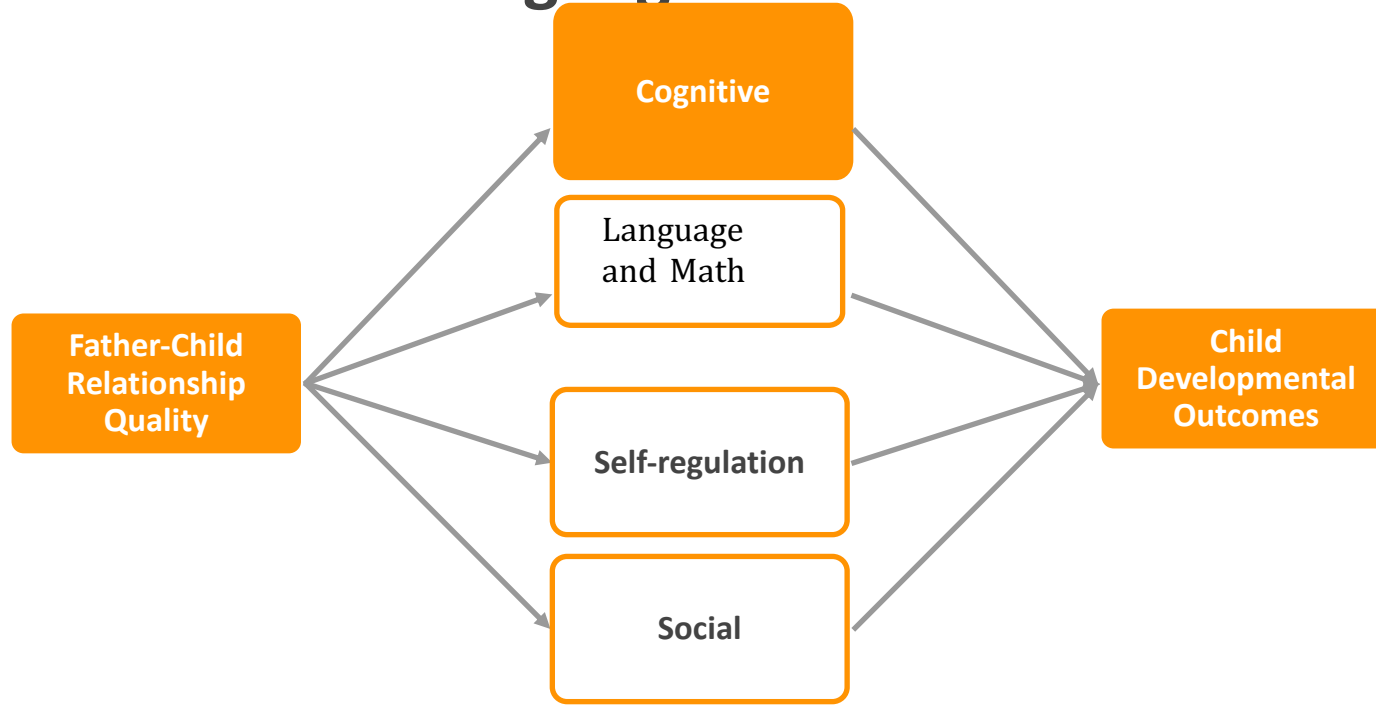 Cognitive
Language
and Math
Father-Child
Relationship
Quality
Child
Developmental
Outcomes
Self-regulation
Social